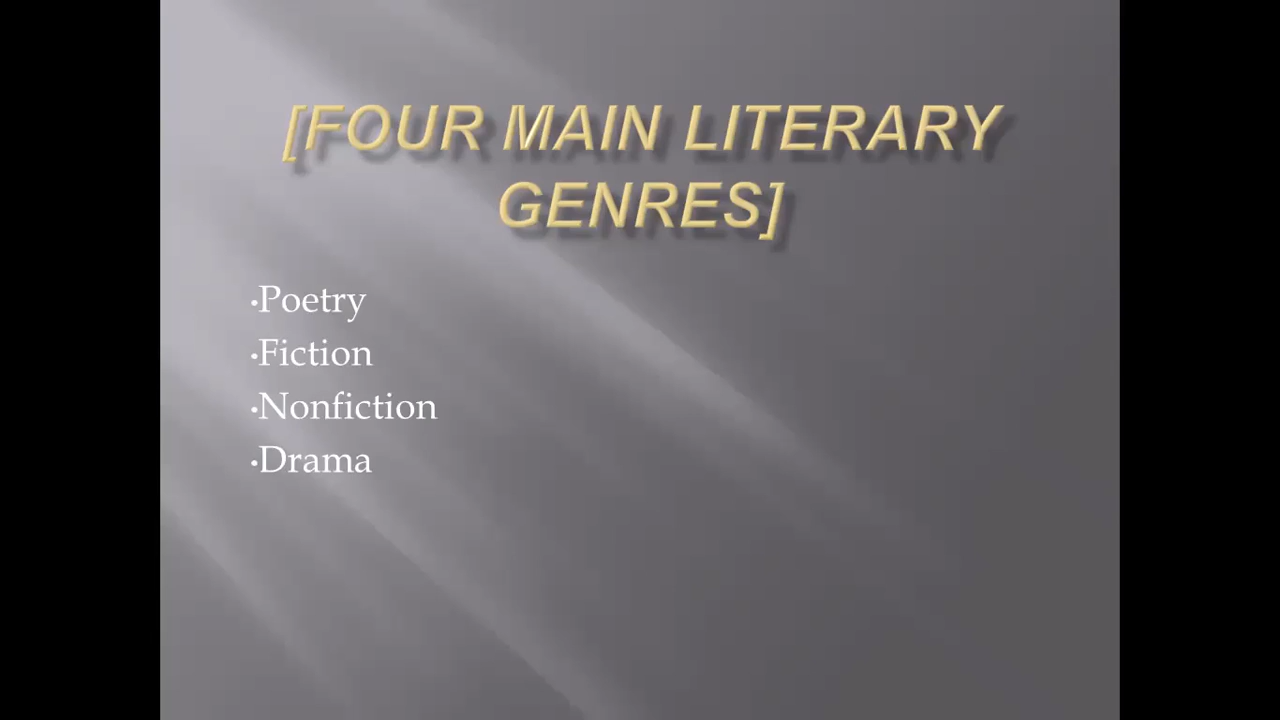 [FOUR MAIN LITERARY
GENRES]
•Poetry
•Fiction
•Nonfiction
•Drama